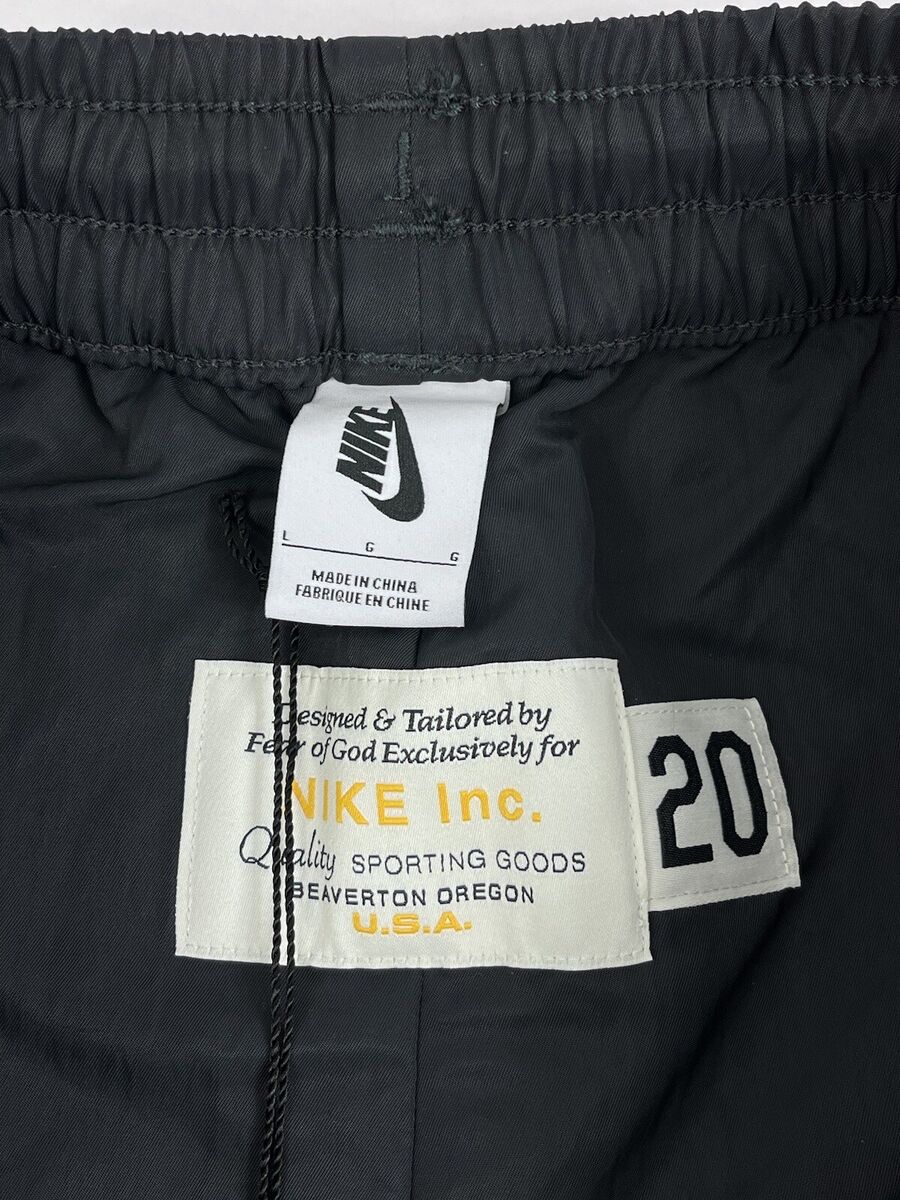 NIKE
L G G
MADE IN CHINA
FABRIQUE EN CHINE
Designed & Tailored by
Fear of God Exclusively for
NIKE Inc.
Quality SPORTING GOODS
BEAVERTON OREGON
U.S.A.
20